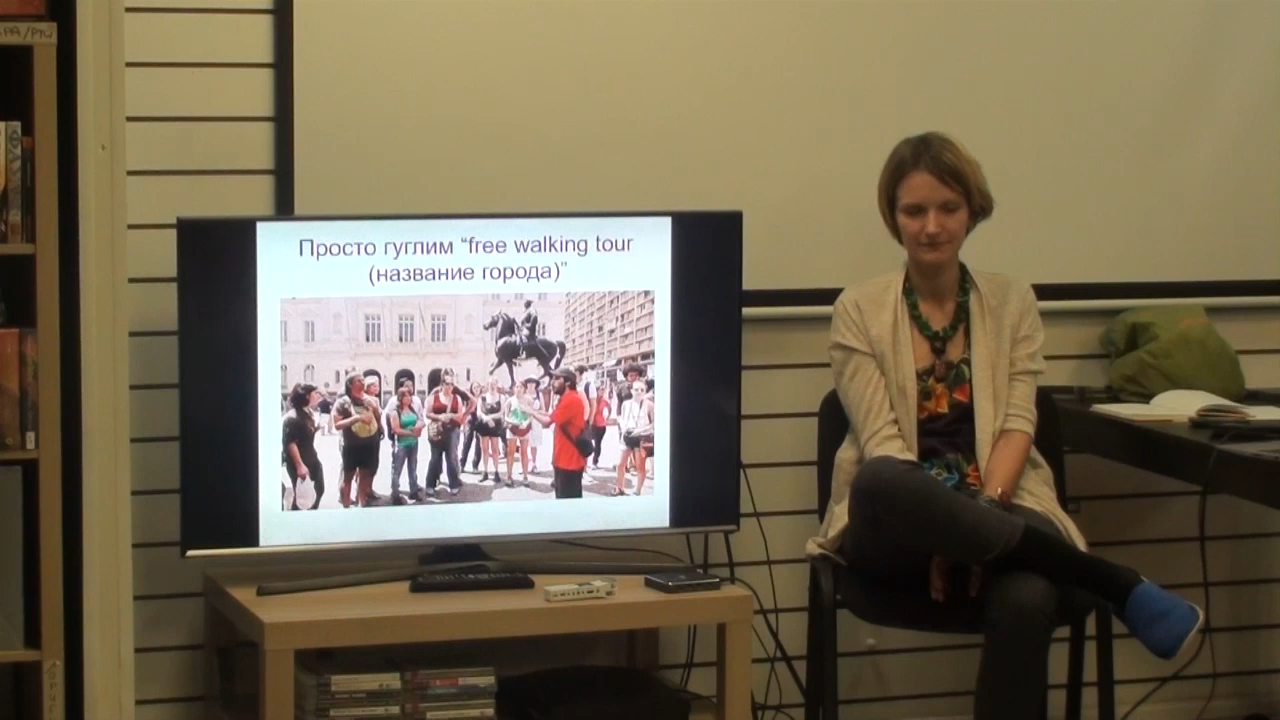 Просто гуглим “free walking tour
(название города)”